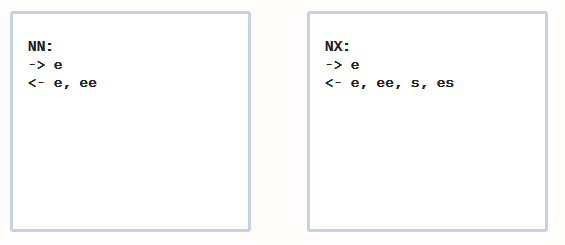 NN:
-> e
<- e, ee
NX:
-> e
<- e, ee, s, es